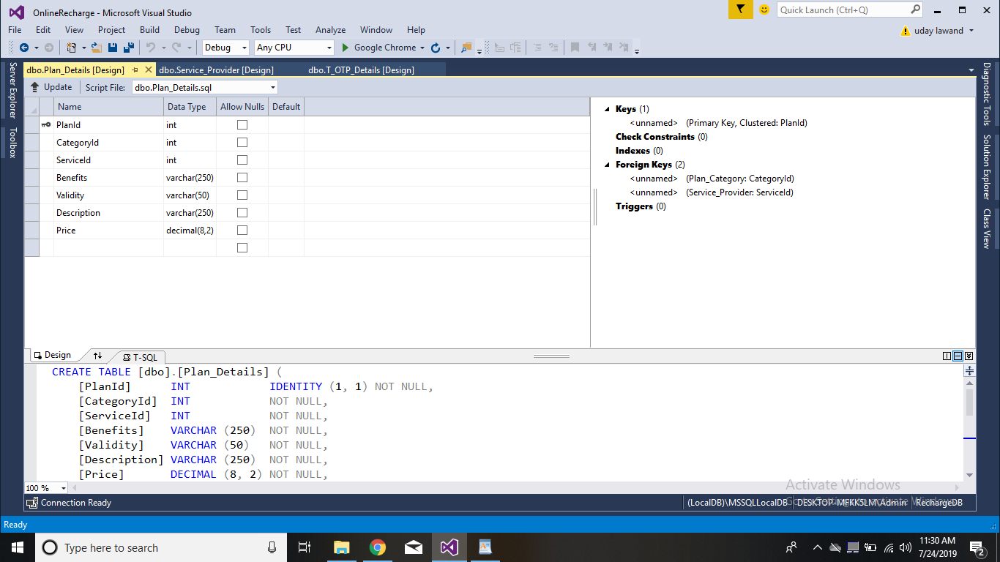 OnlineRecharge - Microsoft Visual Studio
Quick Launch (Ctrl+Q)
File Edit View Project Build Debug Team Tools Test Analyze Window Help
uday lawand
Debug Any CPU Google Chrome
dbo.Plan_Details [Design] dbo.Service_Provider [Design] dbo.T_OTP_Details [Design]
Server Explorer
Toolbox
Diagnostic Tools
Solution Explorer
Class View
Update Script File: dbo.Plan_Details.sql
Name Data Type Allow Nulls Default
PlanId int
CategoryId int
ServiceId int
Benefits varchar(250)
Validity varchar(50)
Description varchar(250)
Price decimal(8,2)
Keys (1)
<unnamed> (Primary Key, Clustered: PlanId)
Check Constraints (0)
Indexes (0)
Foreign Keys (2)
<unnamed> (Plan_Category: CategoryId)
<unnamed> (Service_Provider: ServiceId)
Triggers (0)
Design T-SQL
CREATE TABLE [dbo].[Plan_Details] (
[PlanId] INT IDENTITY (1, 1) NOT NULL,
[CategoryId] INT NOT NULL,
[ServiceId] INT NOT NULL,
[Benefits] VARCHAR (250) NOT NULL,
[Validity] VARCHAR (50) NOT NULL,
[Description] VARCHAR (250) NOT NULL,
[Price] DECIMAL (8, 2) NOT NULL,
100 %
Activate Windows
Go to Settings to activate Windows.
Connection Ready (LocalDB)\MSSQLLocalDB RechargeDB
Ready
Type here to search
11:30 AM
7/24/2019
2